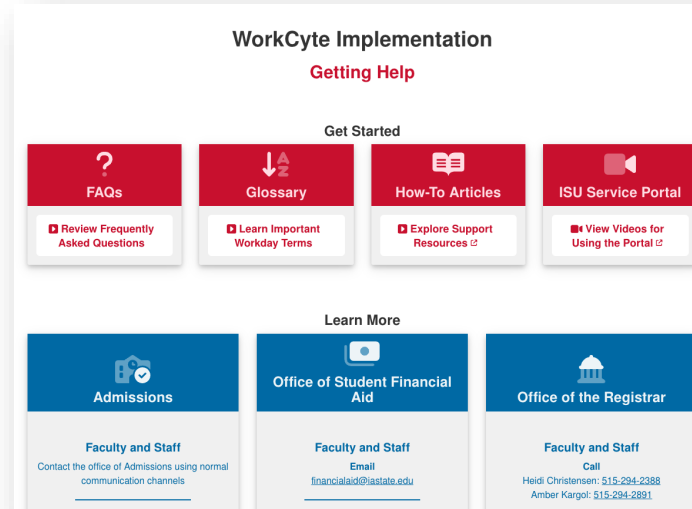 WorkCyte Implementation
Getting Help
Get Started
FAQs
Review Frequently
Asked Questions
Glossary
Learn Important
Workday Terms
How-To Articles
Explore Support
Resources
ISU Service Portal
View Videos for
Using the Portal
Learn More
Admissions
Faculty and Staff
Contact the office of Admissions using normal
communication channels
Office of Student Financial
Aid
Faculty and Staff
Email
financialaid@iastate.edu
Office of the Registrar
Faculty and Staff
Call
Heidi Christensen: 515-294-2388
Amber Kargol: 515-294-2891